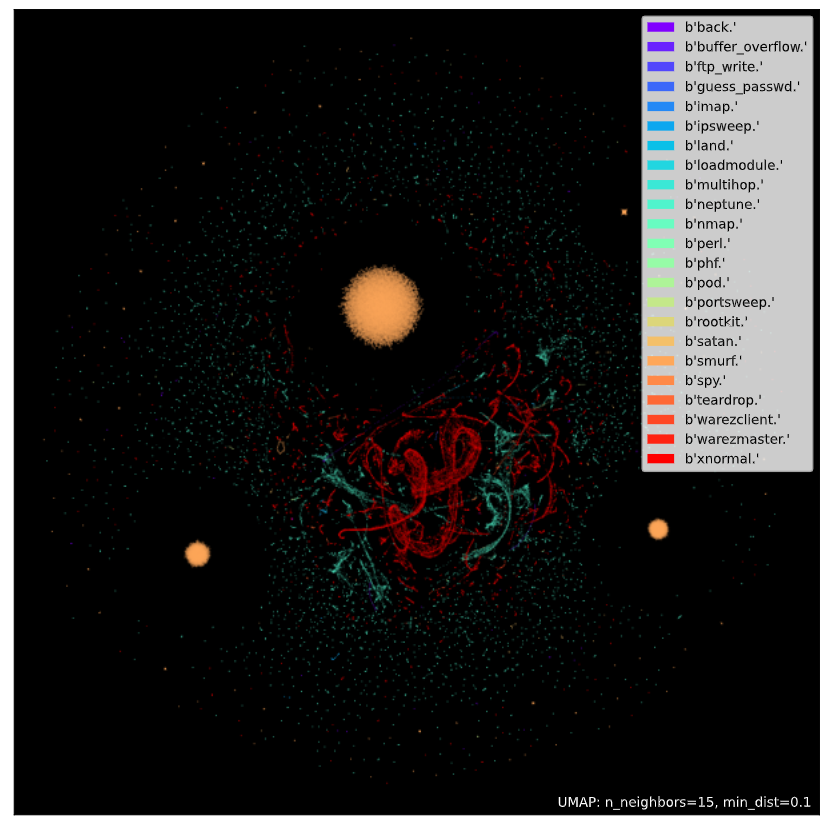 b'back.'
b'buffer_overflow.'
b'ftp_write.'
b'guess_passwd.'
b'imap.'
b'ipsweep.'
b'land.'
b'loadmodule.'
b'multihop.'
b'neptune.'
b'nmap.'
b'perl.'
b'phf.'
b'pod.'
b'portsweep.'
b'rootkit.'
b'satan.'
b'smurf.'
b'spy.'
b'teardrop.'
b'warezclient.'
b'warezmaster.'
b'xnormal.'
UMAP: n_neighbors=15, min_dist=0.1